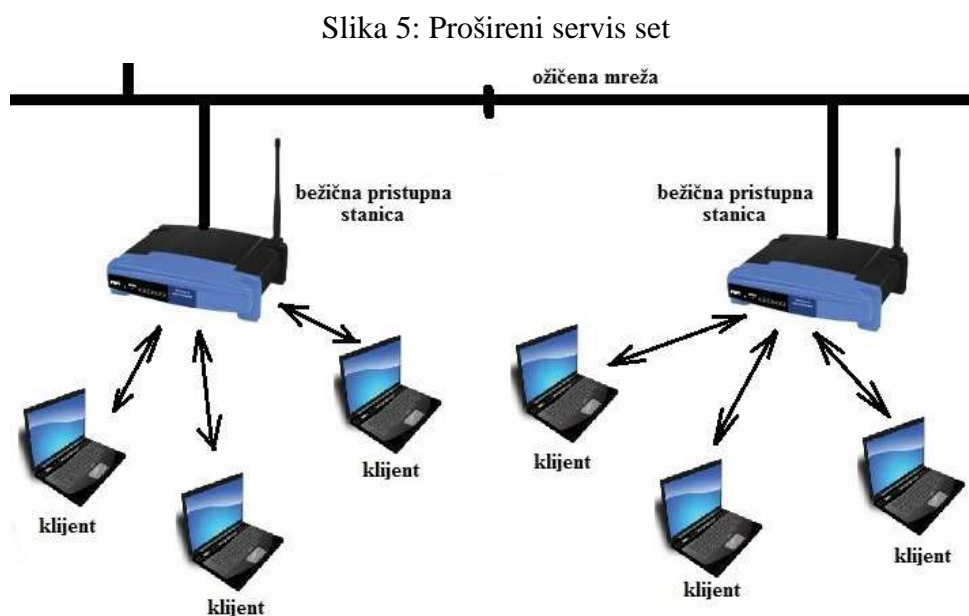 Slika 5: Prošireni servis set
ožičena mreža
bežična pristupna
stanica
bežična pristupna
stanica
klijent
klijent
klijent
klijent
klijent
klijent